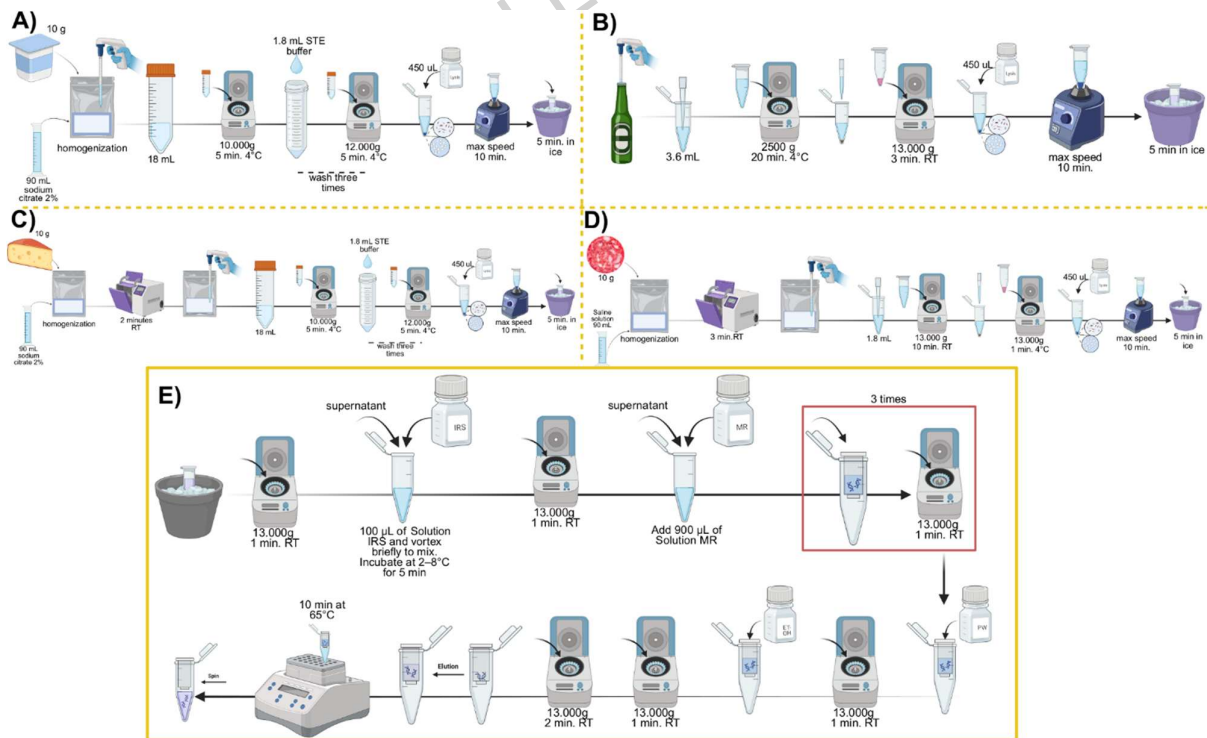 A)
10 g
homogenization
90 mL
sodium
citrate 2%
18 mL
10.000g
5 min. 4°C
1.8 mL STE
buffer
12.000g
5 min. 4°C
wash three
times
450 uL
max speed
10 min.
5 min. in
ice
B)
3.6 mL
2500 g
20 min. 4°C
13.000 g
3 min. RT
450 uL
max speed
10 min.
5 min in ice
C)
10 g
homogenization
90 mL
sodium
citrate 2%
2 minutes
RT
18 mL
10.000g
5 min. 4°C
1.8 mL STE
buffer
12.000g
5 min. 4°C
wash three
times
450 uL
max speed
10 min.
5 min. in
ice
D)
10 g
Saline
solution
90 mL
homogenization
3 min.RT
1.8 mL
13.000 g
10 min. RT
13.000g
1 min. 4°C
450 uL
max speed
10 min.
5 min in
ice
E)
13.000g
1 min. RT
supernatant
IRS
100 µL of Solution
IRS and vortex
briefly to mix.
Incubate at 2–8°C
for 5 min
13.000g
1 min. RT
supernatant
MR
Add 900 µL of
Solution MR
3 times
13.000g
1 min. RT
PW
13.000g
1 min. RT
ET-
OH
13.000g
1 min. RT
13.000g
2 min. RT
Elution
10 min at
65°C
Spin